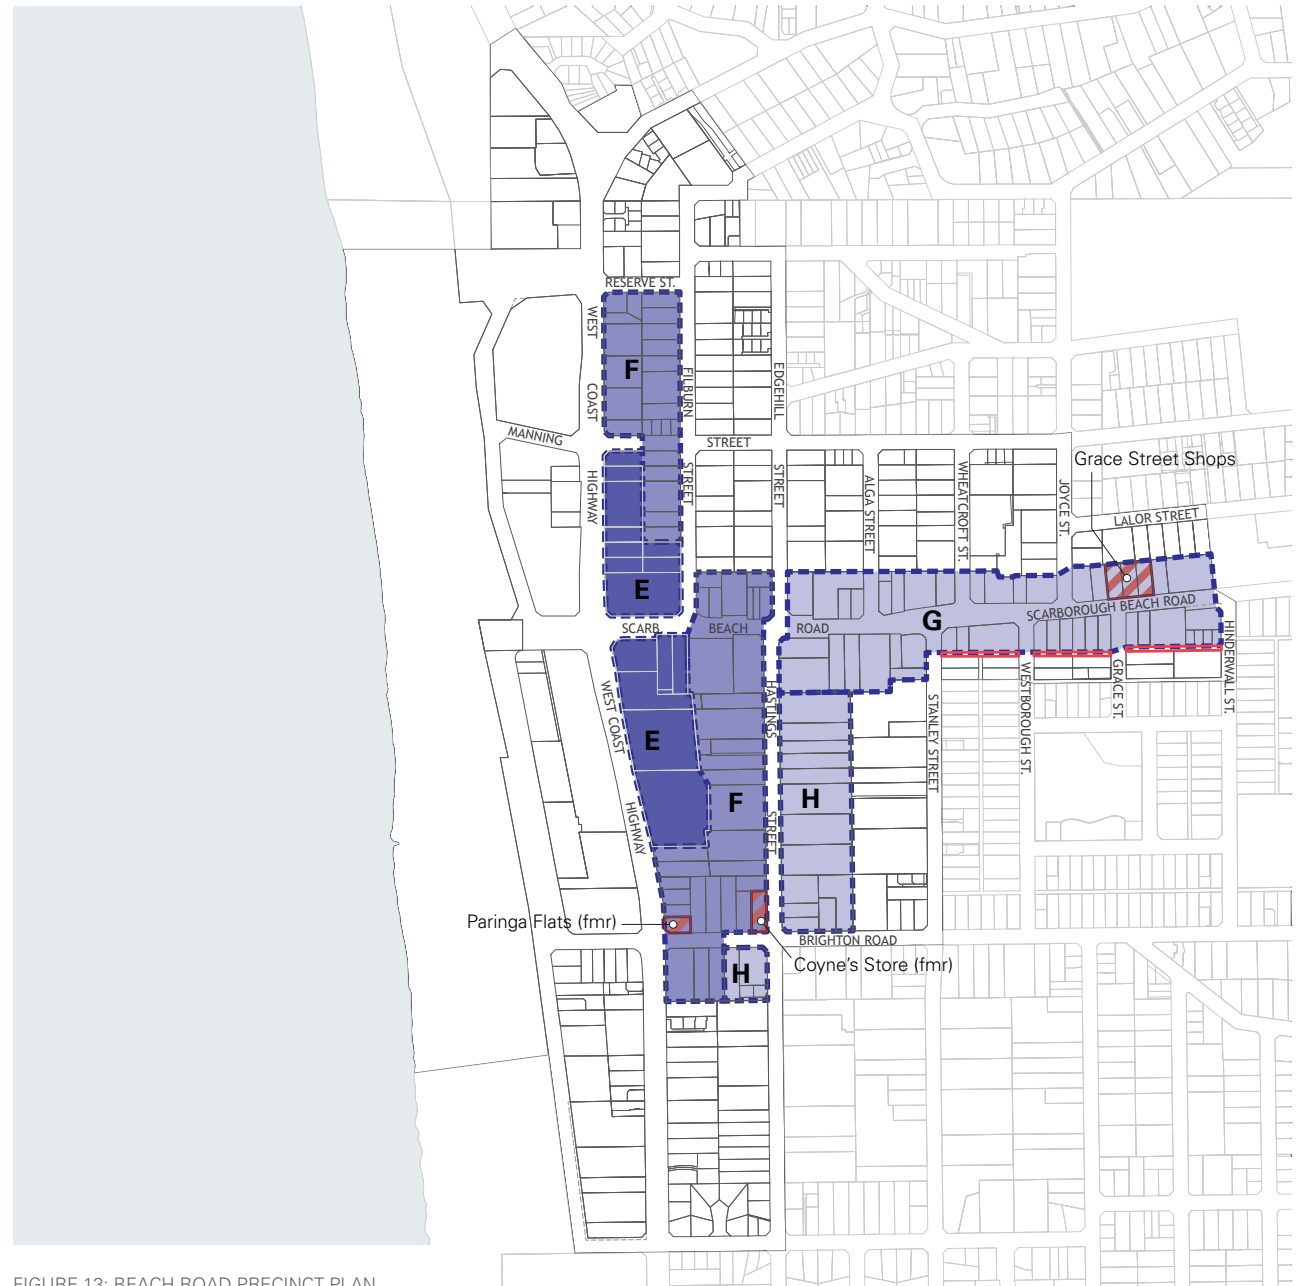 RESERVE ST.
WEST
COAST
HIGHWAY
F
FILBURN
STREET
EDGEHILL
STREET
MANNING
STREET
ALGA STREET
WHEATCROFT ST.
JOYCE ST.
Grace Street Shops
LALOR STREET
E
SCARB.
BEACH
ROAD
G
SCARBOROUGH BEACH ROAD
HINDERWALL ST.
WEST COAST
HIGHWAY
E
F
HASTINGS
STREET
H
STANLEY STREET
WESTBOROUGH ST.
GRACE ST.
Paringa Flats (fmr)
BRIGHTON ROAD
Coyne's Store (fmr)
H
FIGURE 13: BEACH ROAD PRECINCT PLAN